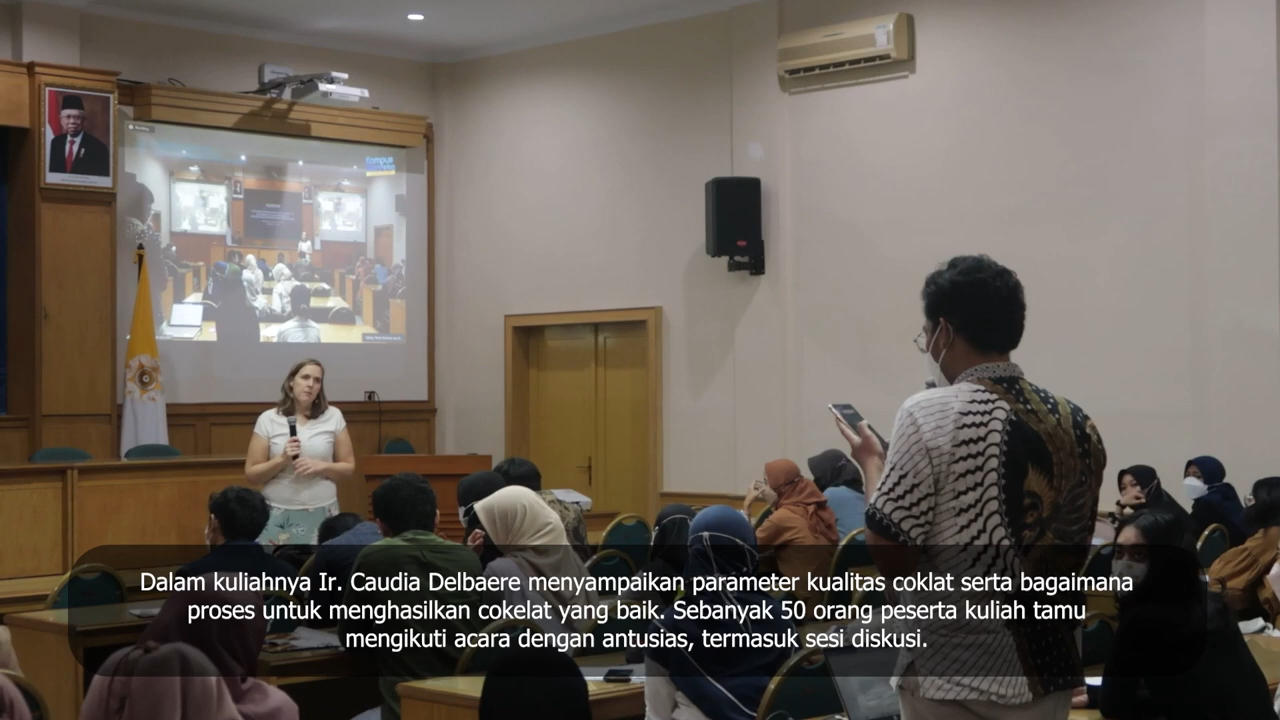 kampus
Dalam kuliahnya Ir. Caudia Delbaere menyampaikan parameter kualitas coklat serta bagaimana
proses untuk menghasilkan cokelat yang baik. Sebanyak 50 orang peserta kuliah tamu
mengikuti acara dengan antusias, termasuk sesi diskusi.